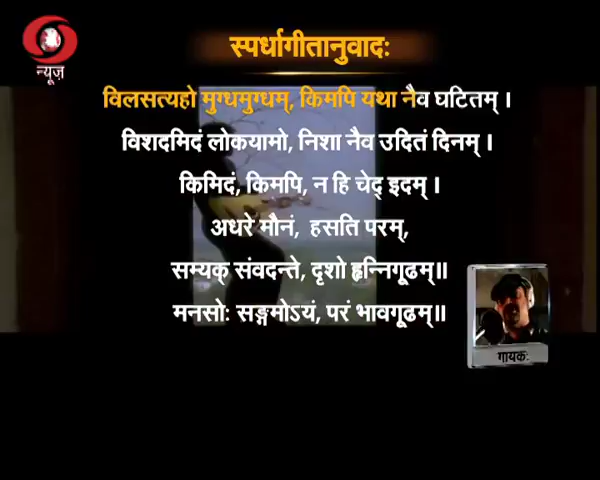 न्यूज़
स्पर्धागीतानुवादः
विलसत्यहो मुग्धमुग्धम्, किमपि यथा नैव घटितम् ।
विशदमिदं लोकयामो, निशा नैव उदितं दिनम् ।
किमिदं, किमपि, न हि चेद् इदम् ।
अधरे मौनं, हसति परम्,
सम्यक् संवदन्ते, दृशो हृन्निगूढम्॥
मनसोः सङ्गमोऽयं, परं भावगूढम्॥
गायकः